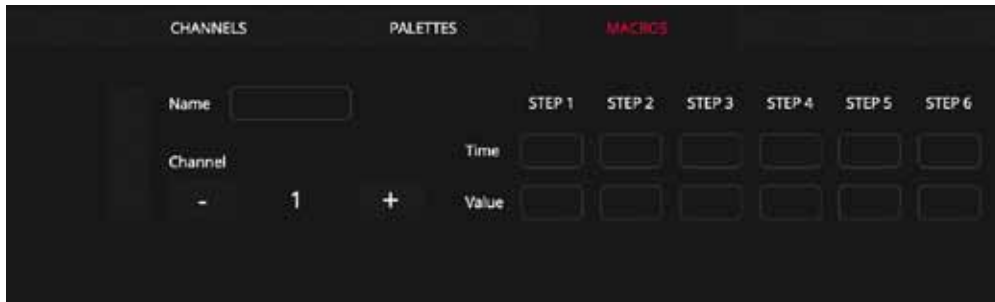 CHANNELS PALETTES MACROS
Name STEP 1 STEP 2 STEP 3 STEP 4 STEP 5 STEP 6
Time
Channel
- 1 + Value